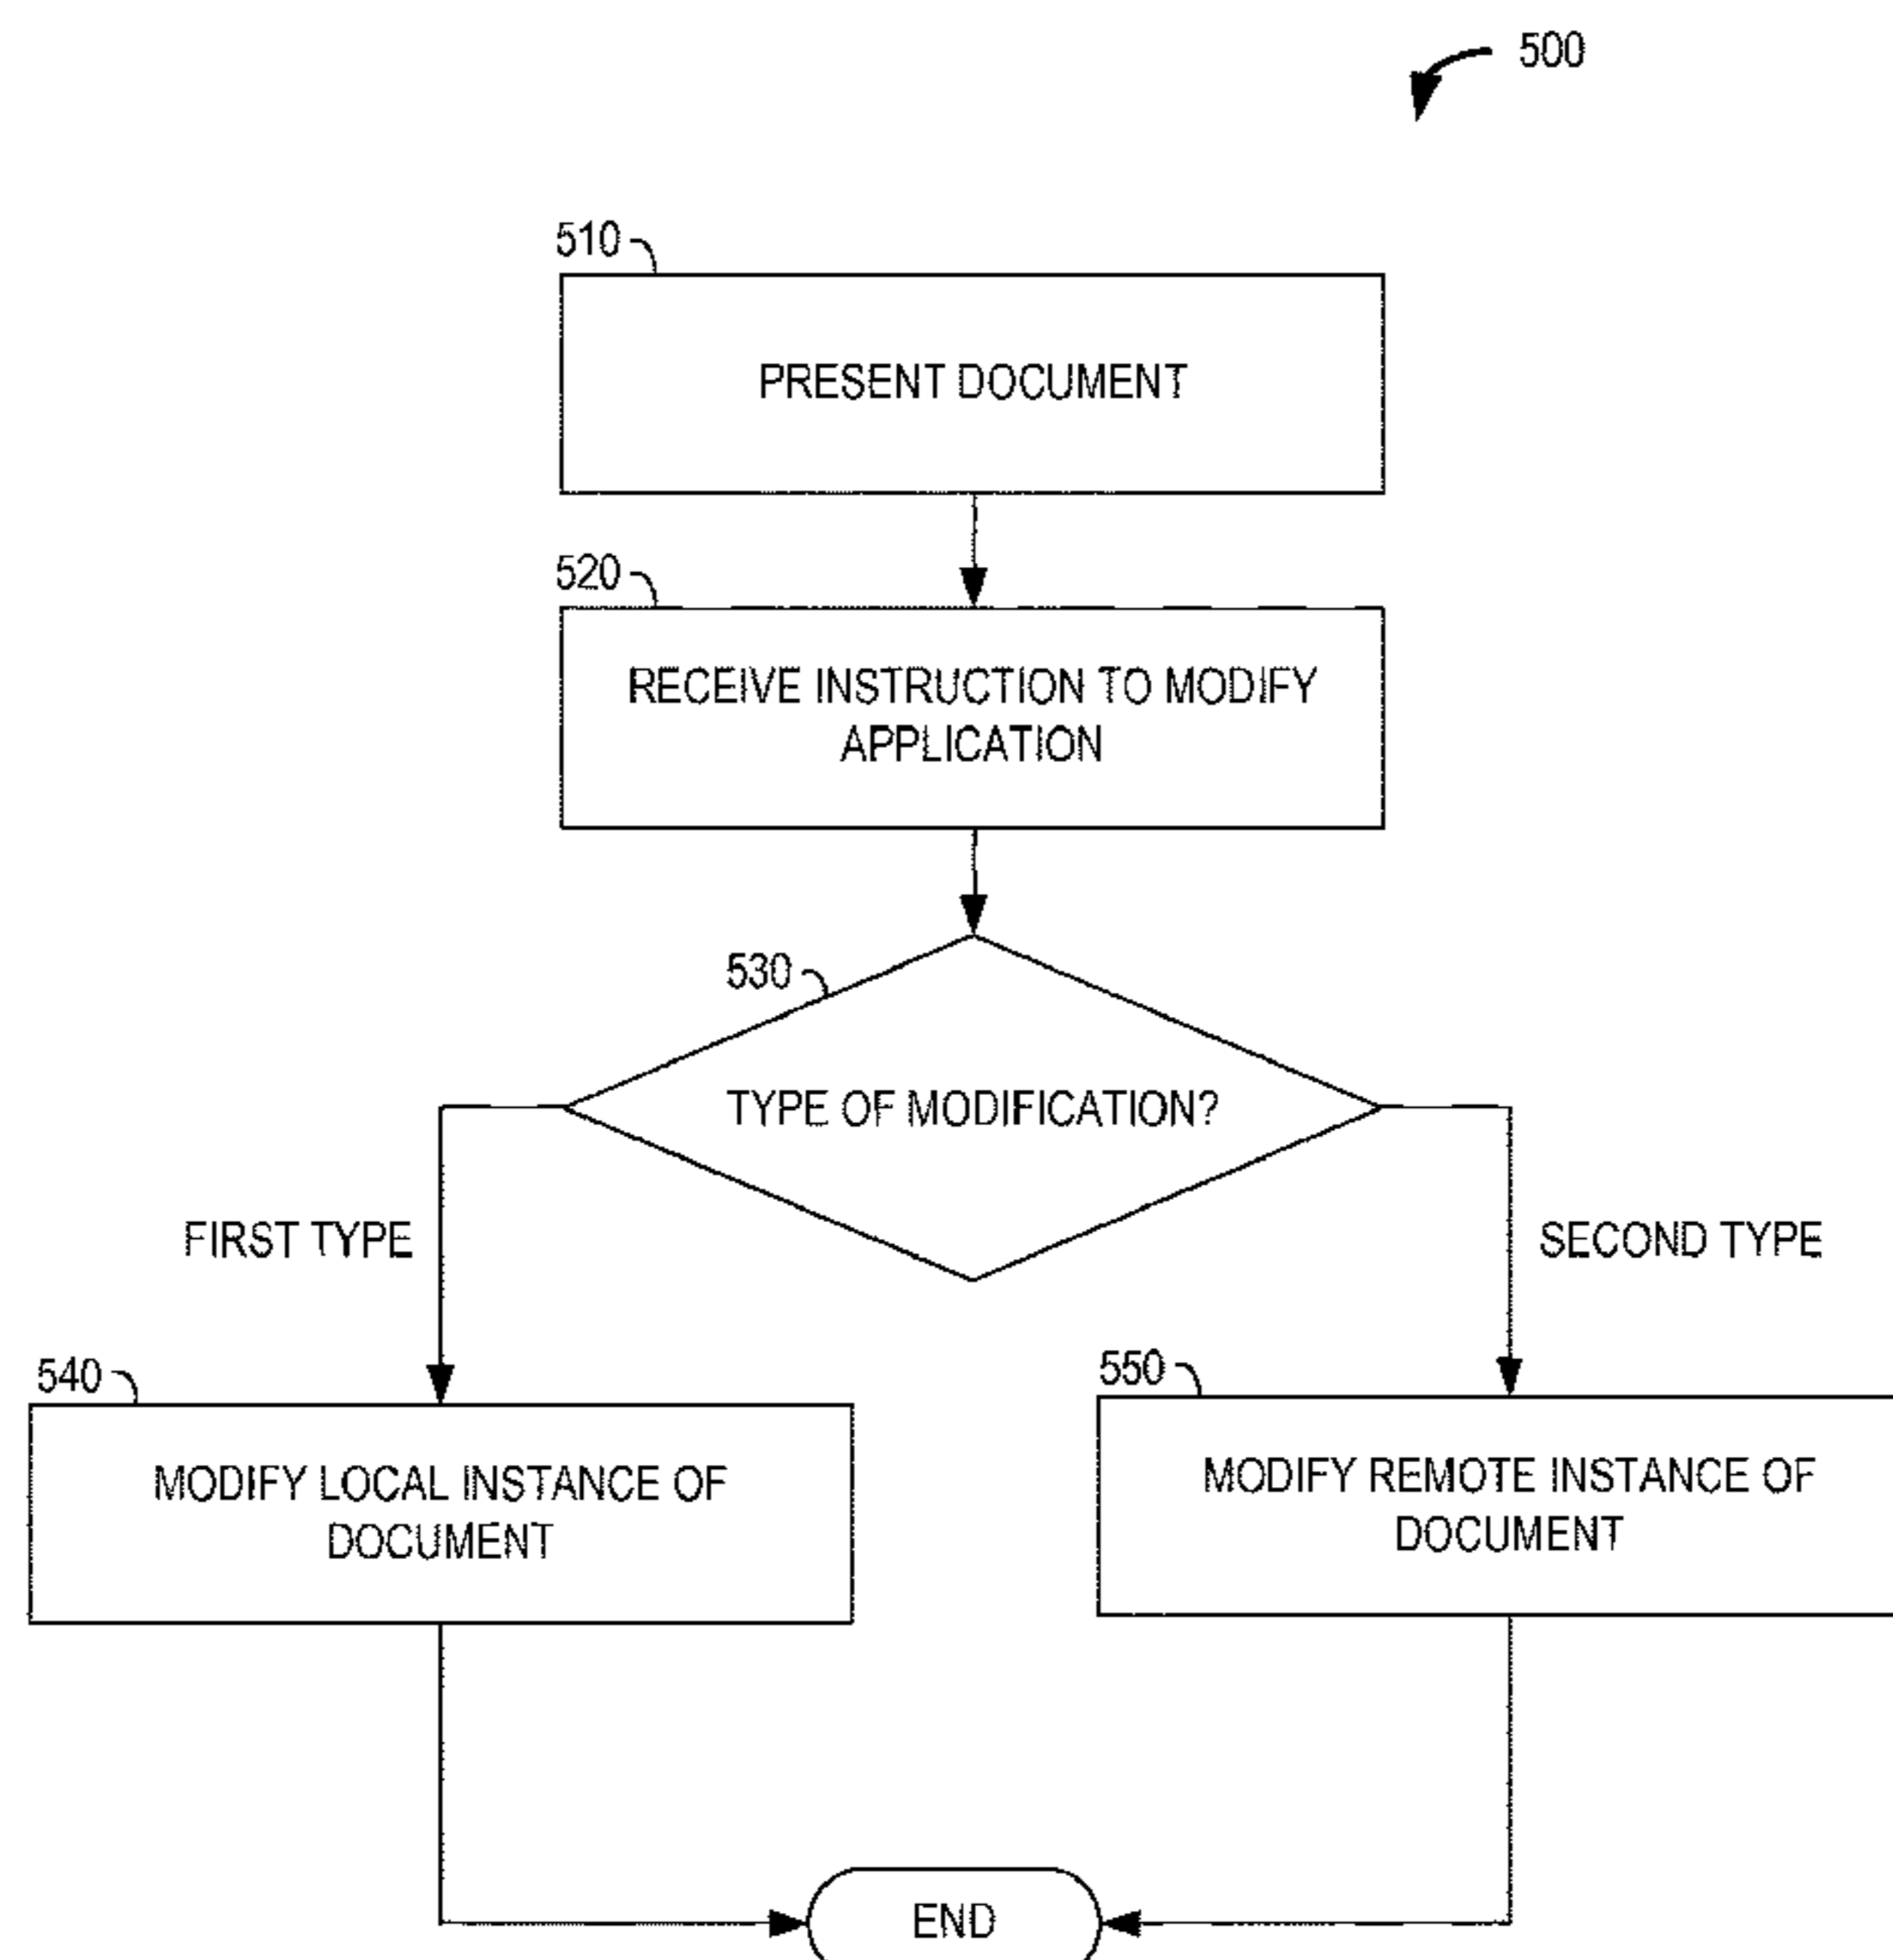 500
510
PRESENT DOCUMENT
520
RECEIVE INSTRUCTION TO MODIFY
APPLICATION
530
TYPE OF MODIFICATION?
FIRST TYPE
SECOND TYPE
540
MODIFY LOCAL INSTANCE OF
DOCUMENT
550
MODIFY REMOTE INSTANCE OF
DOCUMENT
END